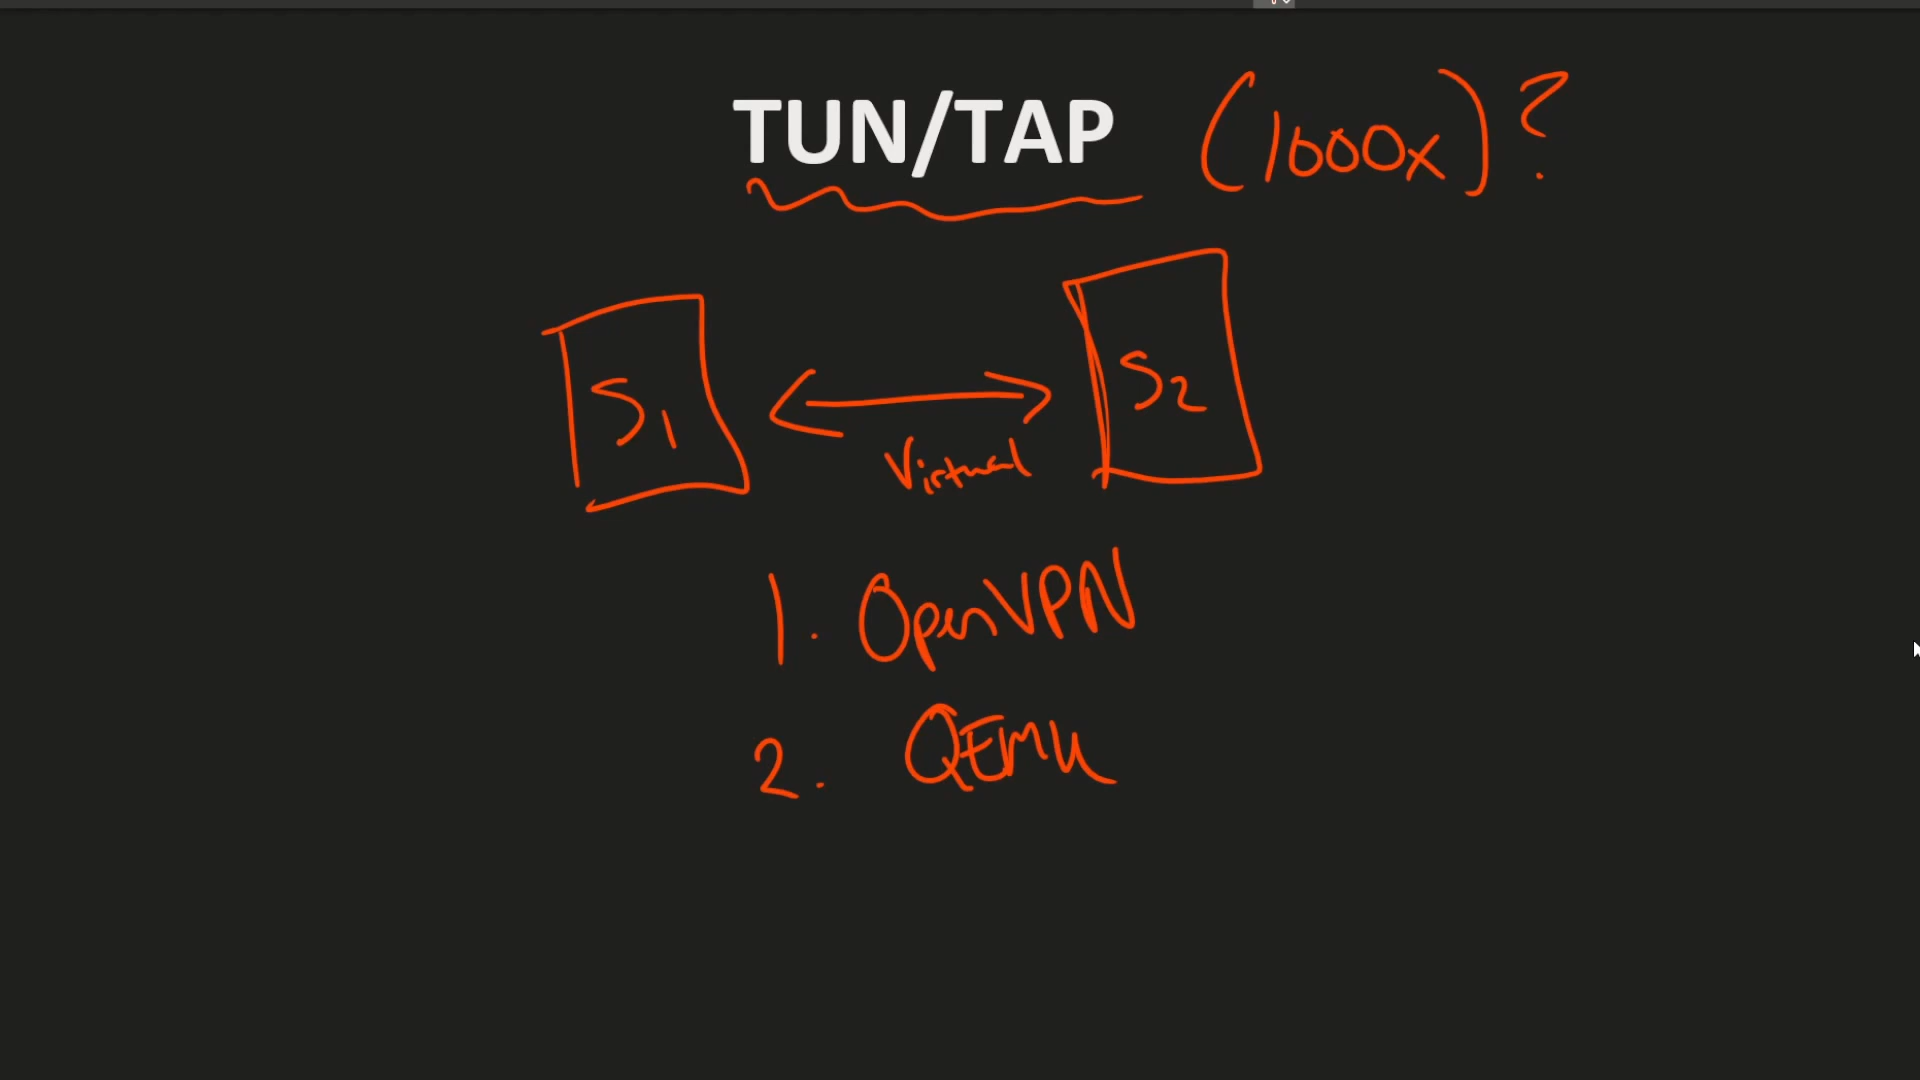 TUN/TAP (1000x)?
S1
S2
Virtual
1. OpenVPN
2. QEMU